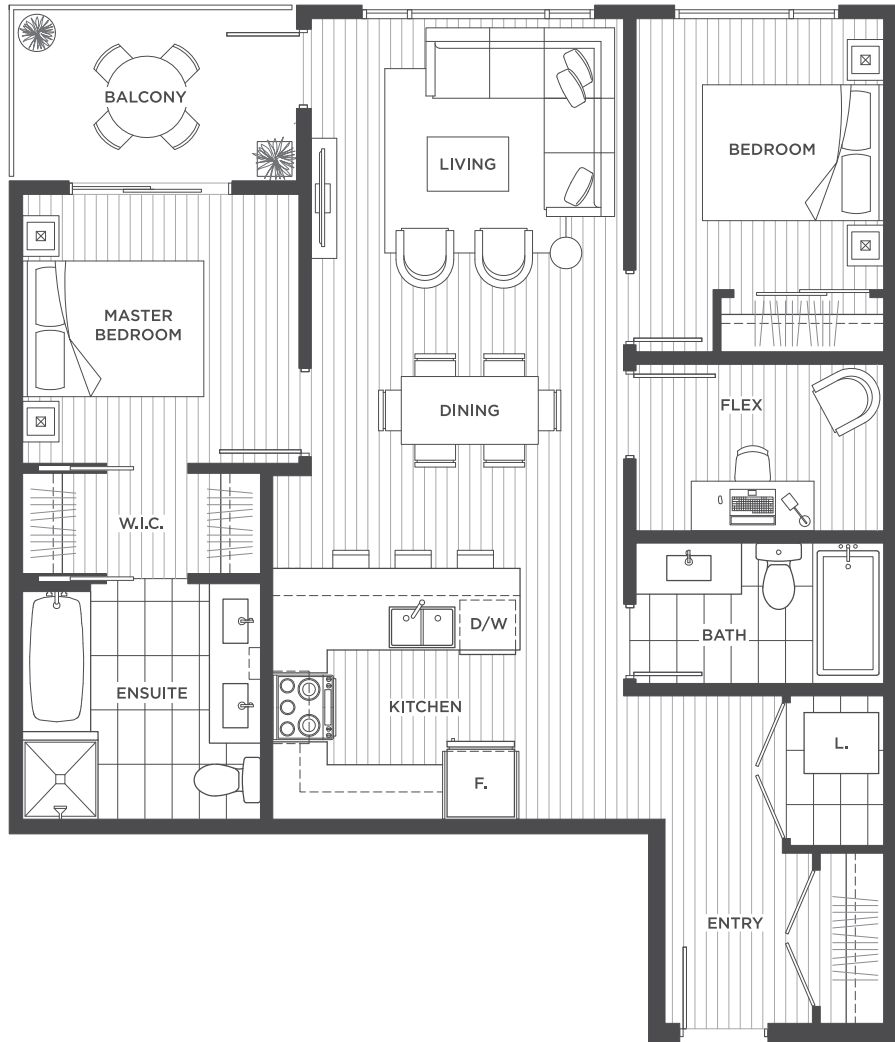 BALCONY
LIVING
BEDROOM
MASTER
BEDROOM
DINING
FLEX
W.I.C.
D/W
BATH
ENSUITE
KITCHEN
L.
F.
ENTRY